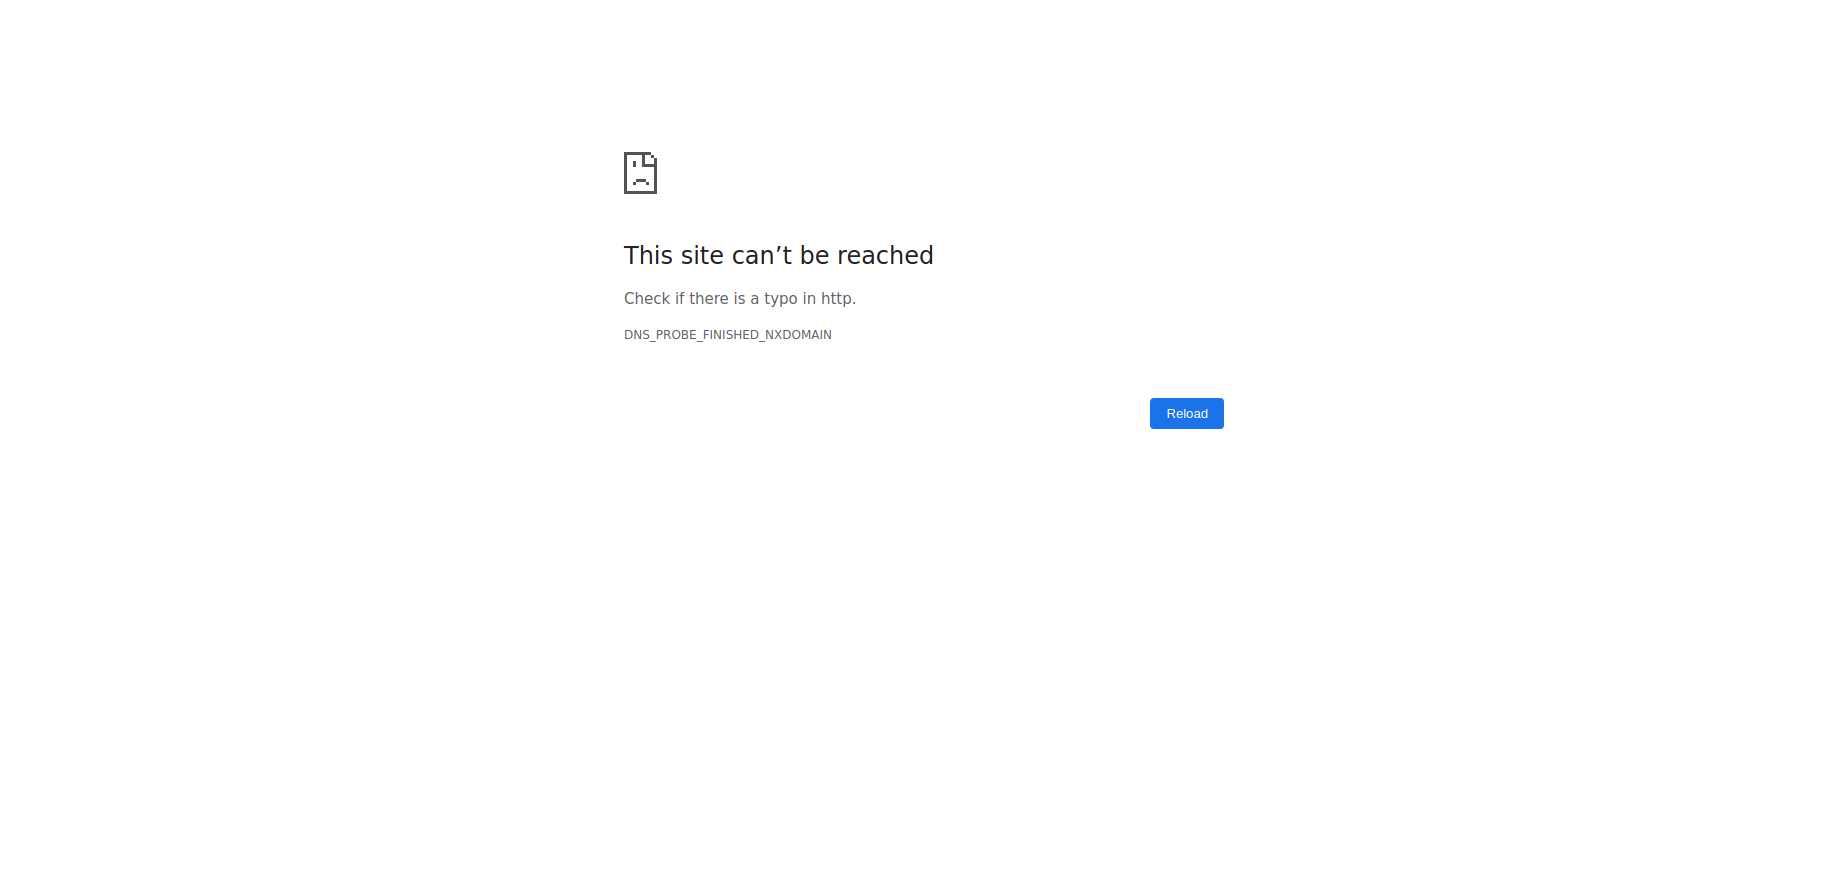 This site can’t be reached
Check if there is a typo in http.
DNS_PROBE_FINISHED_NXDOMAIN
Reload